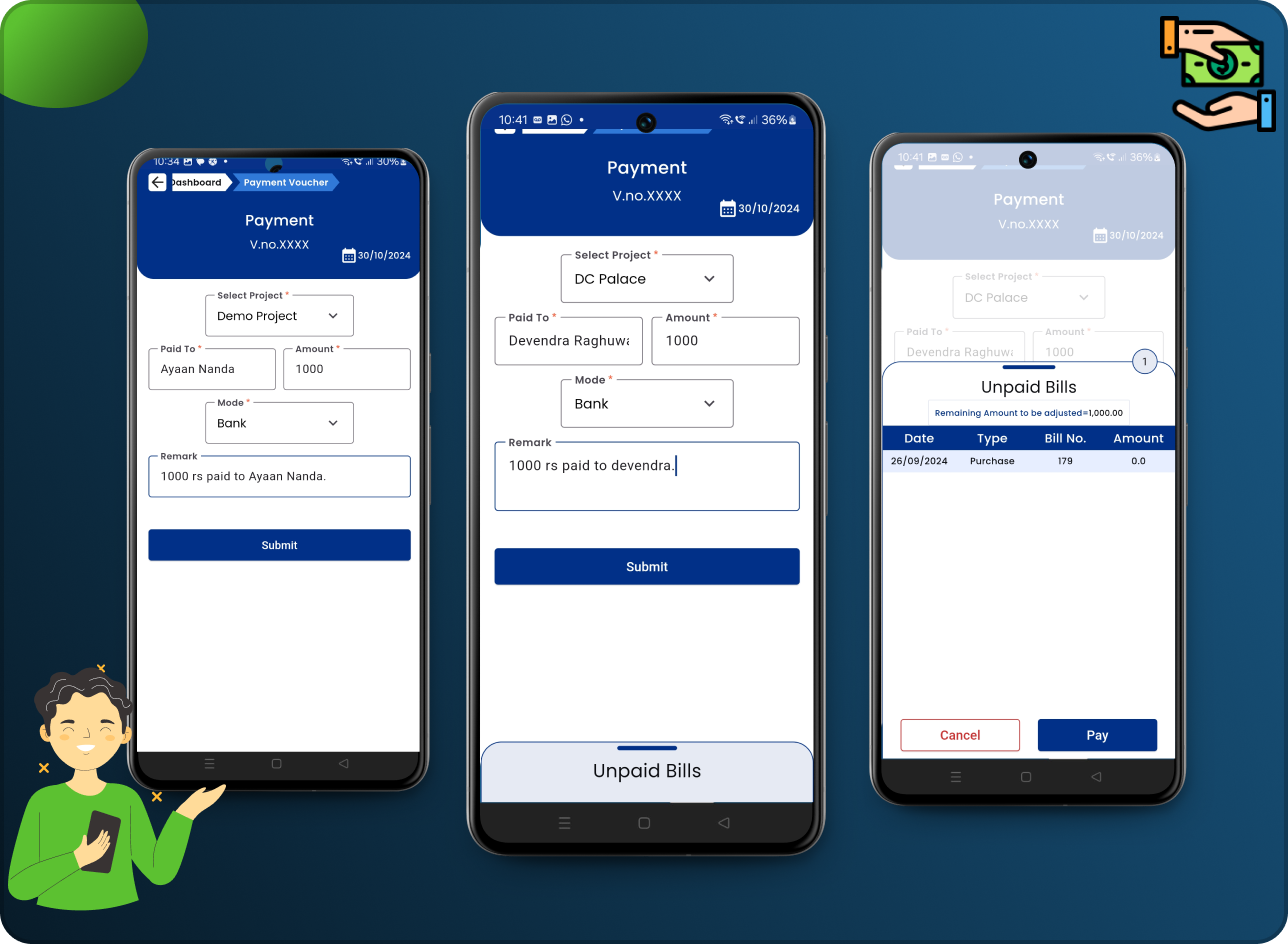 10:34
30%
Dashboard
Payment Voucher
Payment
V.no.XXXX
30/10/2024
Select Project *
Demo Project
Paid To *
Amount *
Ayaan Nanda
1000
Mode *
Bank
Remark
1000 rs paid to Ayaan Nanda.
Submit
10:41
36%
Payment
V.no.XXXX
30/10/2024
Select Project *
DC Palace
Paid To *
Amount *
Devendra Raghuwa
1000
Mode *
Bank
Remark
1000 rs paid to devendra.
Submit
Unpaid Bills
10:41
36%
Payment
V.no.XXXX
30/10/2024
Select Project *
DC Palace
Paid To *
Amount *
Devendra Raghuwa
1000
1
Unpaid Bills
Remaining Amount to be adjusted=1,000.00
Date Type Bill No. Amount
26/09/2024 Purchase 179 0.0
Cancel
Pay